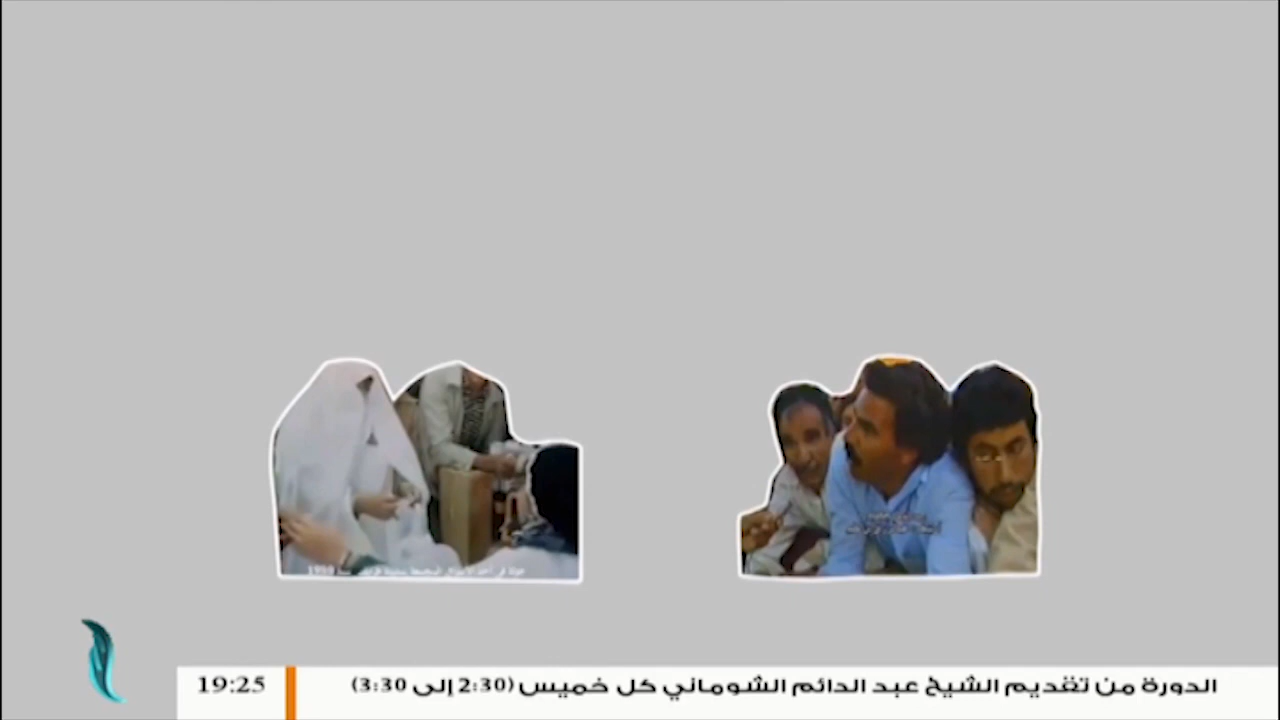 19:25
الدورة من تقديم الشيخ عبد الدائم الشوماني كل خميس (2:30 إلى 3:30)